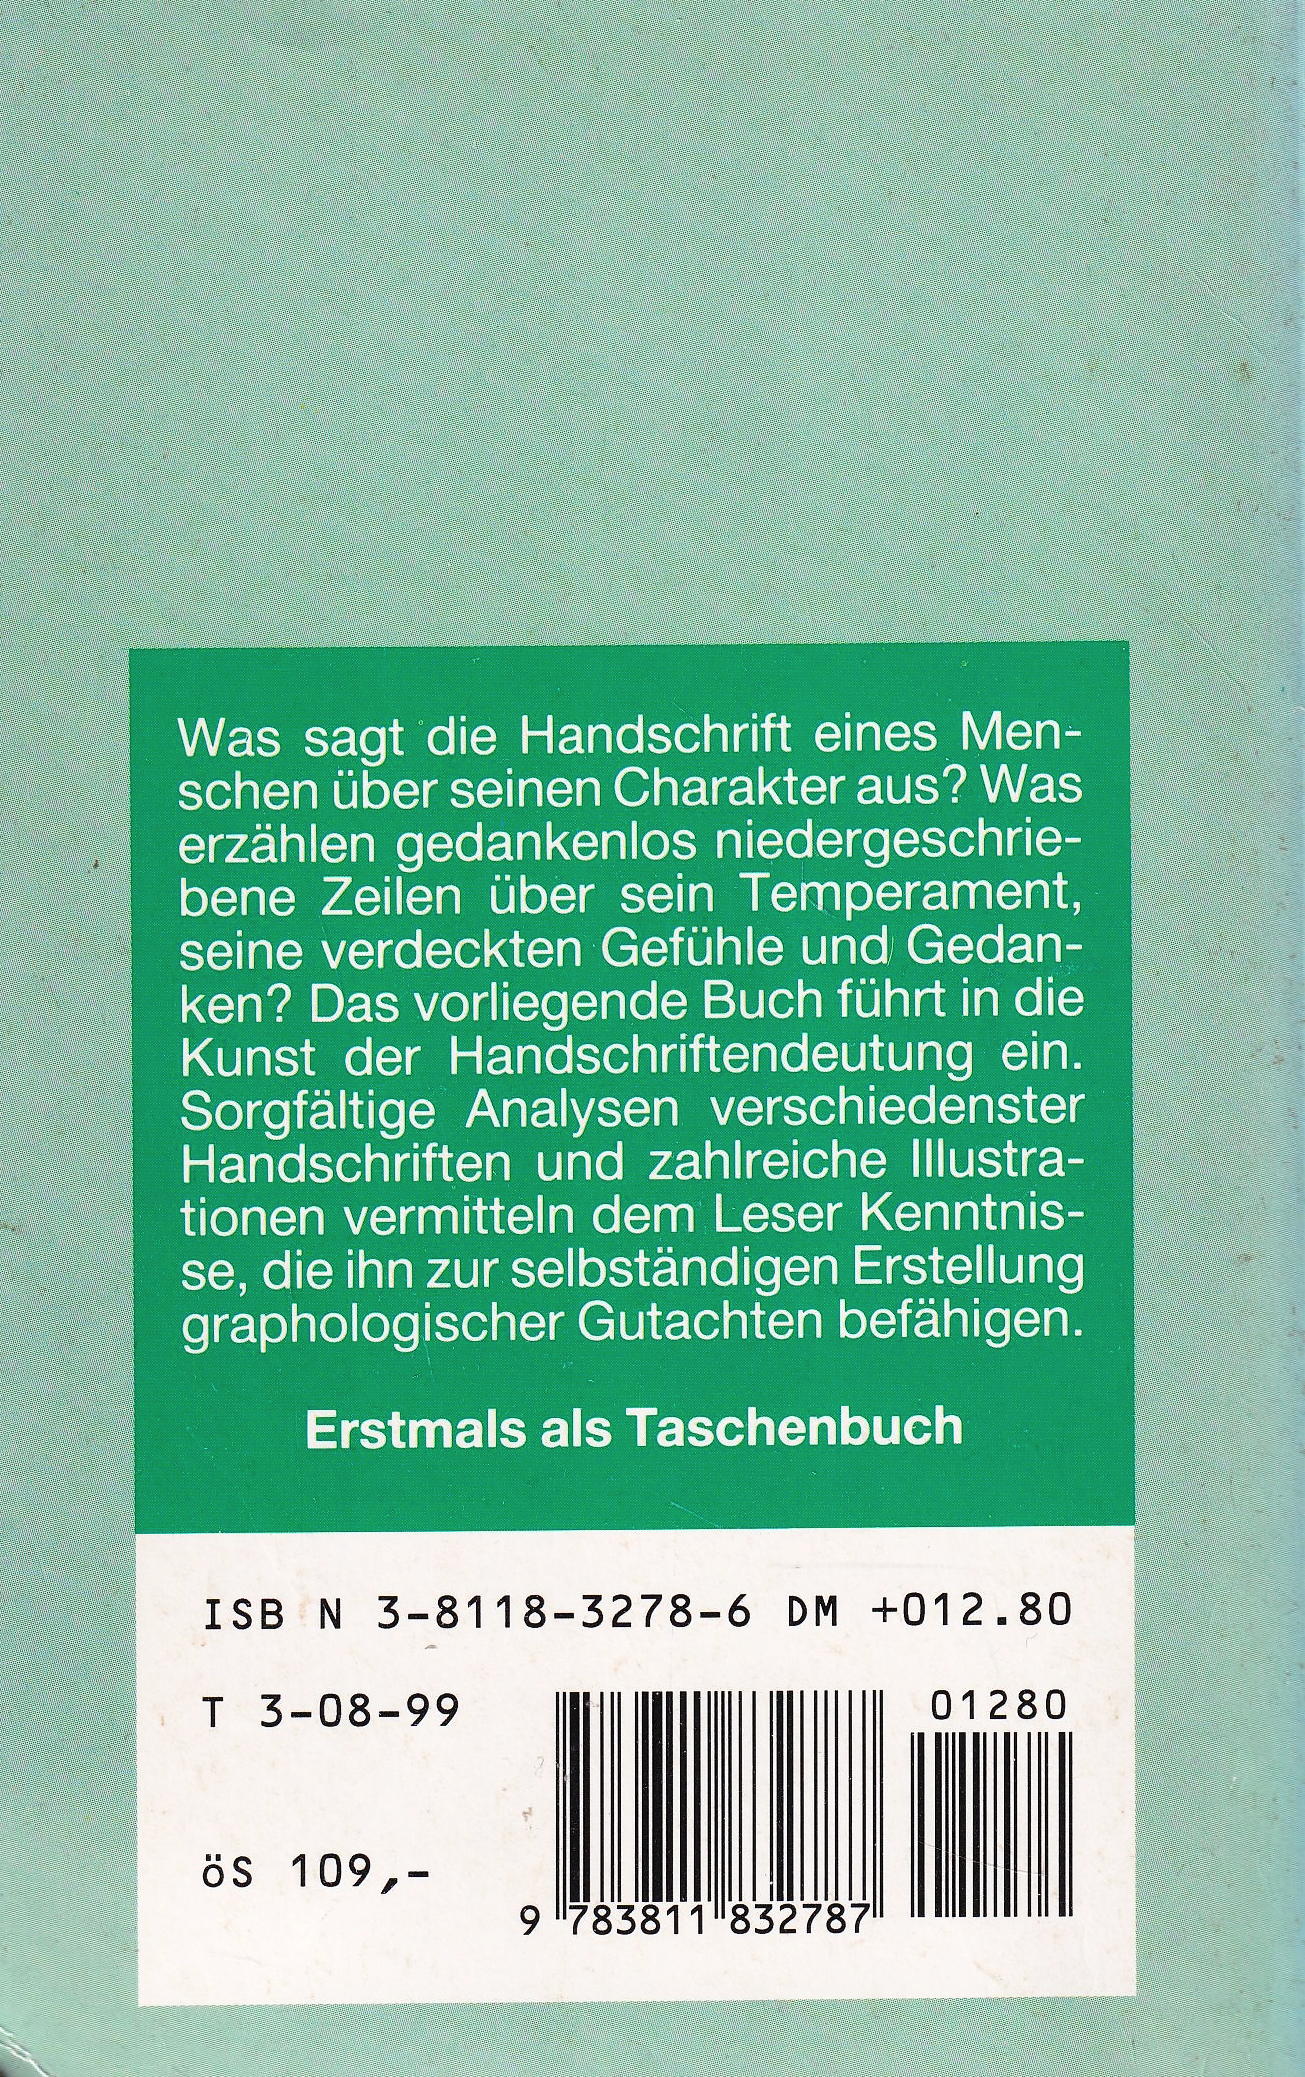 Was sagt die Handschrift eines Men-
schen über seinen Charakter aus? Was
erzählen gedankenlos niedergeschrie-
bene Zeilen über sein Temperament,
seine verdeckten Gefühle und Gedan-
ken? Das vorliegende Buch führt in die
Kunst der Handschriftendeutung ein.
Sorgfältige Analysen verschiedenster
Handschriften und zahlreiche Illustra-
tionen vermitteln dem Leser Kenntnis-
se, die ihn zur selbständigen Erstellung
graphologischer Gutachten befähigen.
Erstmals als Taschenbuch
ISB N 3-8118-3278-6 DM +012.80
T 3-08-99
01280
öS 109,-
9 783811 832787